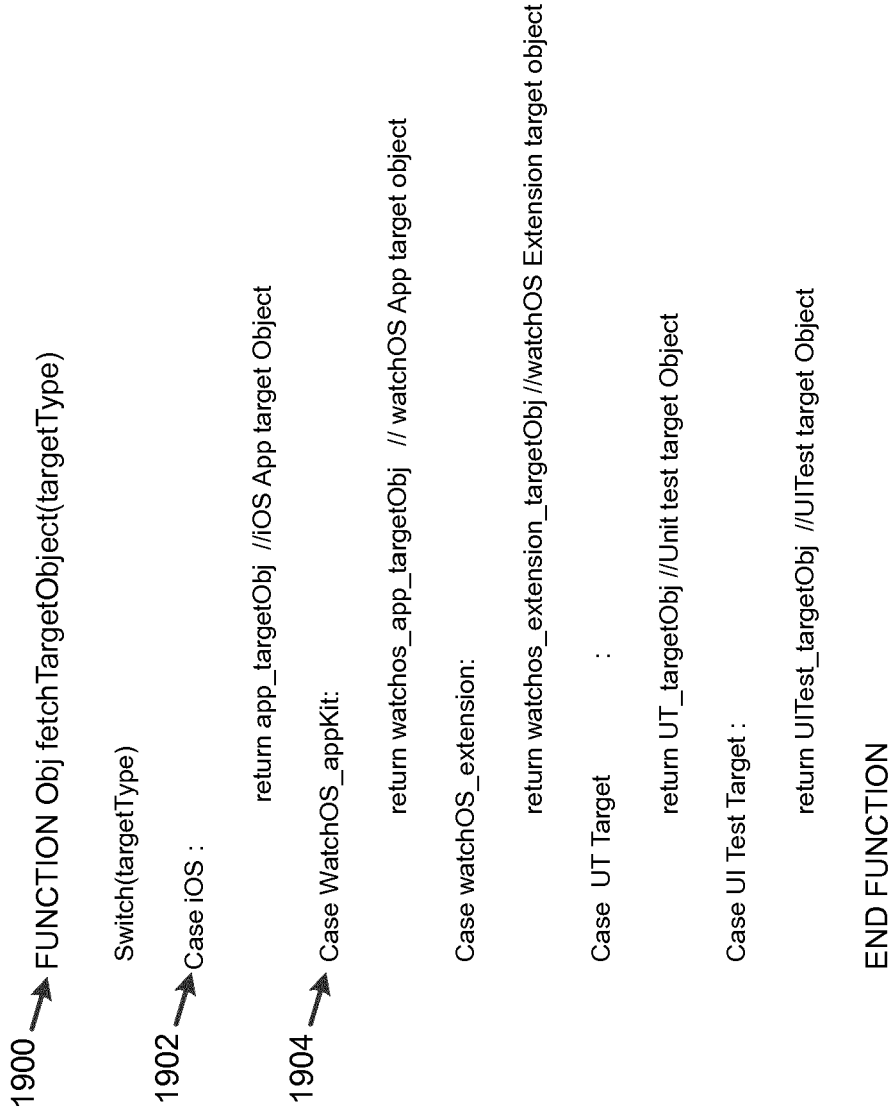 1900 FUNCTION Obj fetchTargetObject(targetType)
Switch(targetType)
1902 Case iOS :
return app_targetObj //iOS App target Object
1904 Case WatchOS_appKit:
return watchos_app_targetObj // watchOS App target object
Case watchOS_extension:
return watchos_extension_targetObj //watchOS Extension target object
Case UT Target :
return UT_targetObj //Unit test target Object
Case UI Test Target :
return UITest_targetObj //UITest target Object
END FUNCTION